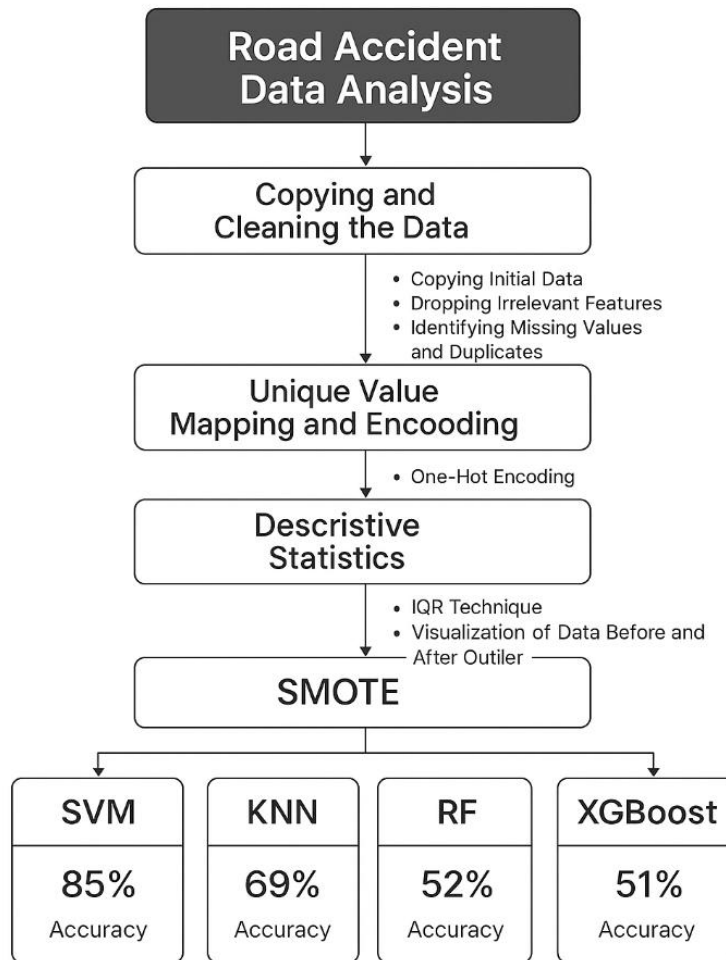 Road Accident
Data Analysis
Copying and
Cleaning the Data
• Copying Initial Data
• Dropping Irrelevant Features
• Identifying Missing Values
and Duplicates
Unique Value
Mapping and Encooding
• One-Hot Encoding
Descristive
Statistics
• IQR Technique
• Visualization of Data Before and
After Outiler
SMOTE
SVM
85%
Accuracy
KNN
69%
Accuracy
RF
52%
Accuracy
XGBoost
51%
Accuracy